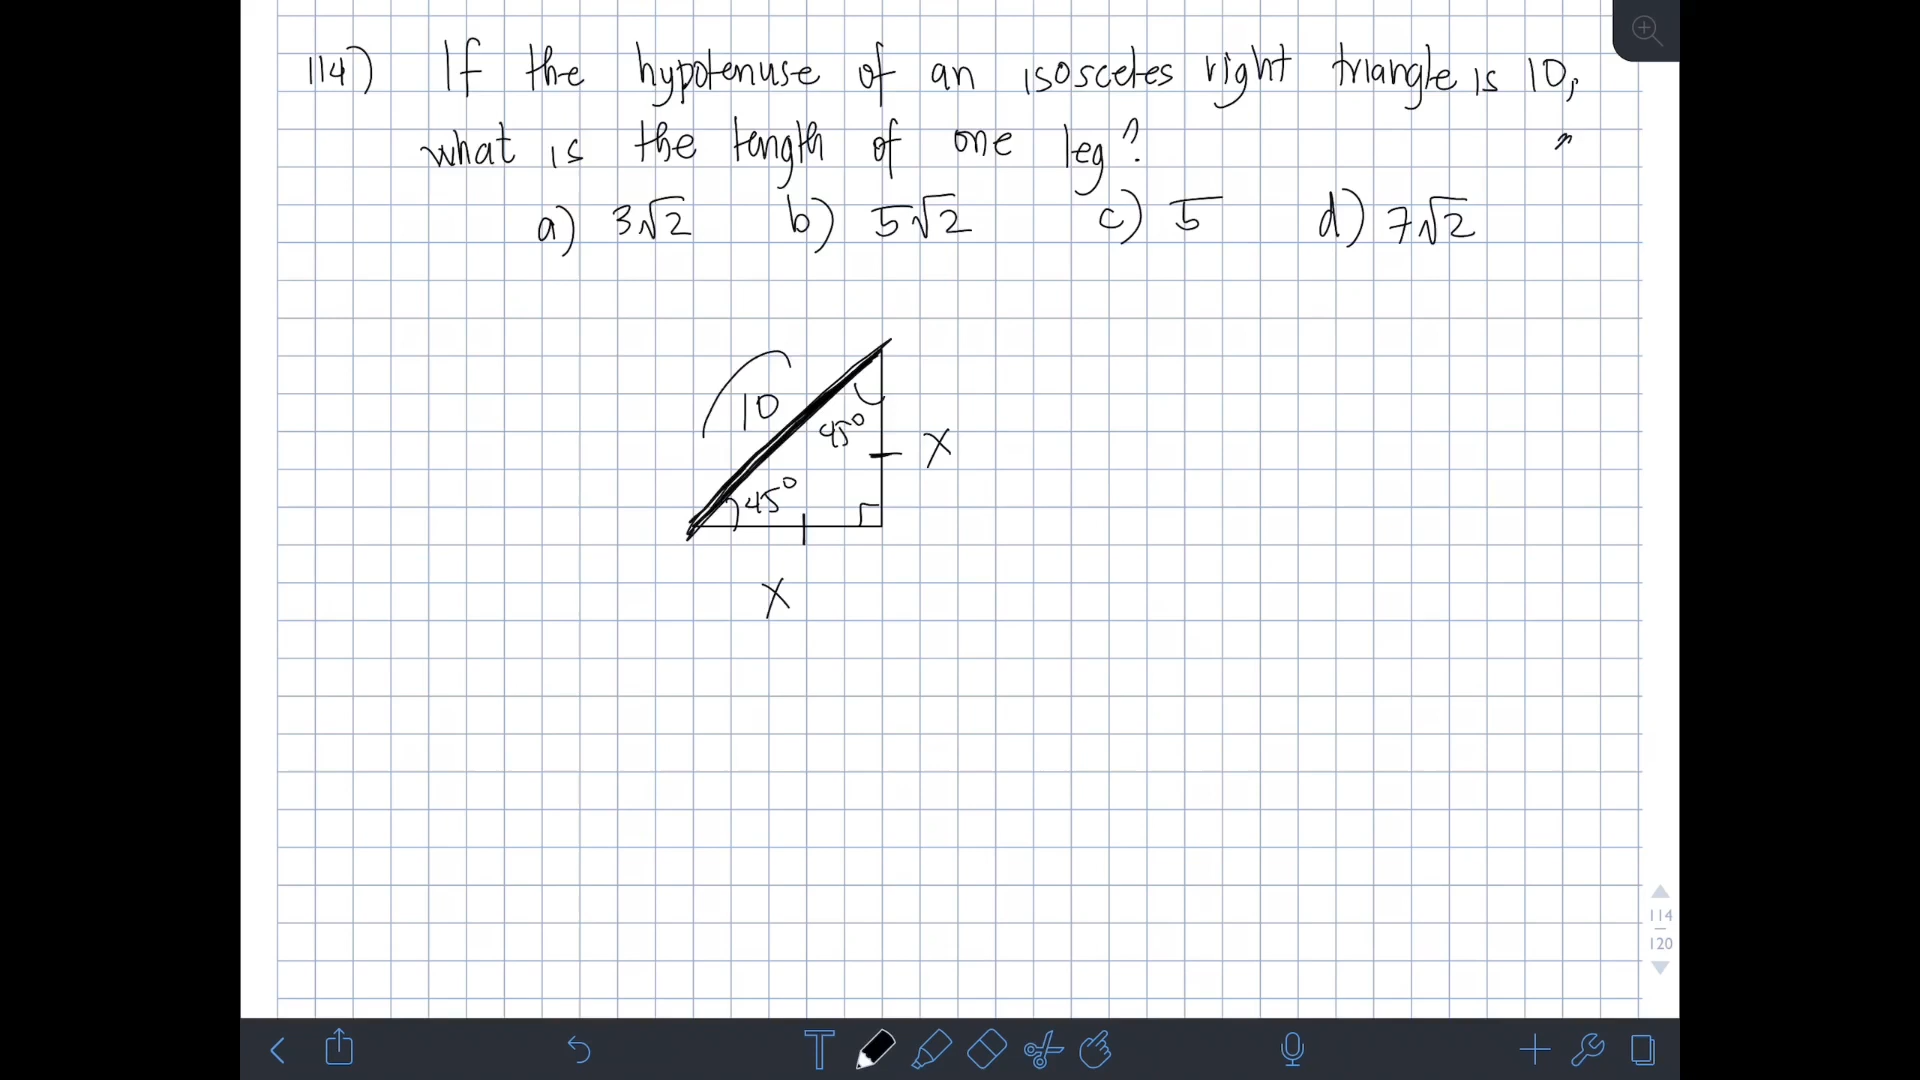 114) If the hypotenuse of an isosceles right triangle is 10,
what is the length of one leg?
a) 3√2 b) 5√2 c) 5 d) 7√2
10
45°
x
45°
x
114
120
T